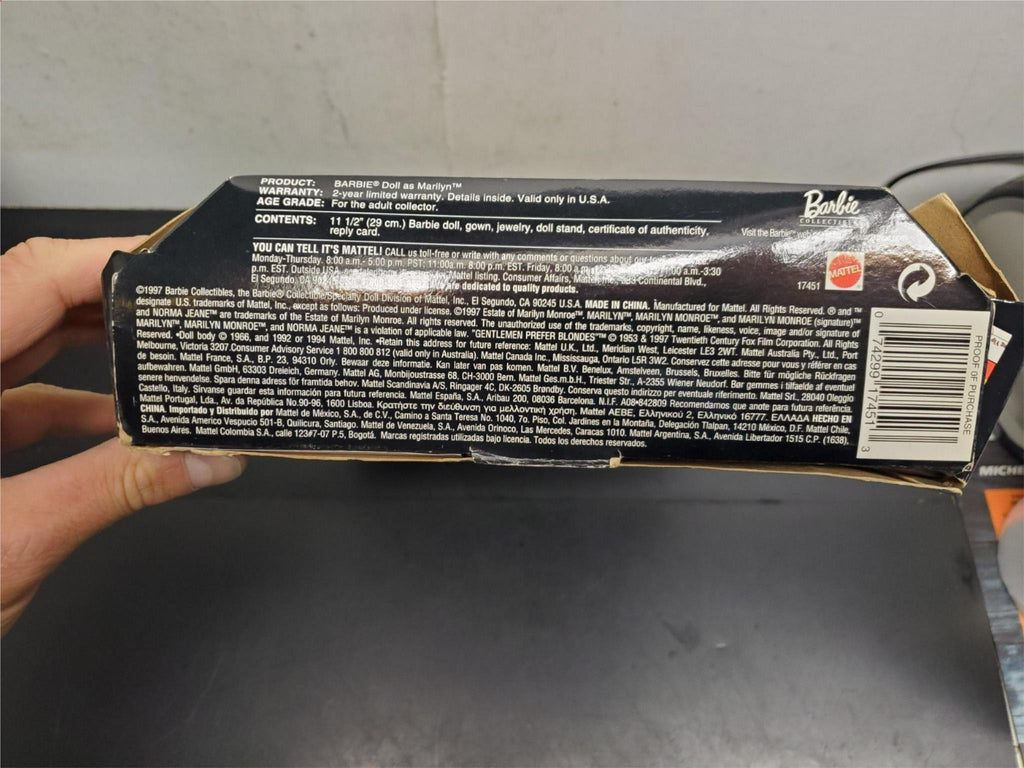 PRODUCT: BARBIE® Doll as Marilyn™
WARRANTY: 2-year limited warranty. Details inside. Valid only in U.S.A.
AGE GRADE: For the adult collector.
CONTENTS: 11 1/2" (29 cm.) Barbie doll, gown, jewelry, doll stand, certificate of authenticity,
reply card.
Barbie
COLLECTIBLES
Visit the Barbie
YOU CAN TELL IT'S MATTEL! CALL us toll-free or write with any comments or questions about our
Monday-Thursday. 8:00 a.m.- 5:00 p.m. PST: 11:00a.m. 8:00 p.m. EST. Friday, 8:00 a.m.
p.m. EST. Outside U.S.A. Mattel listing. Consumer Affairs, Continental Blvd.,
El Segundo, CA are dedicated to quality products
17451
MATTEL
©1997 Barbie Collectibles, the Barbie® Collectible/Specialty Doll Division of Mattel, Inc., El Segundo, CA 90245 U.S.A. MADE IN CHINA. Manufactured for Mattel. All Rights Reserved. ® and ™
designate U.S. trademarks of Mattel, Inc., except as follows: Produced under license. ©1997 Estate of Marilyn Monroe™. MARILYN™, MARILYN MONROE™, and MARILYN MONROE (signature)™
and NORMA JEANE™ are trademarks of the Estate of Marilyn Monroe. All rights reserved. The unauthorized use of the trademarks, copyright, name, likeness, voice, image and/or signature of
MARILYN™, MARILYN MONROE™, and NORMA JEANE™ is a violation of applicable law. "GENTLEMEN PREFER BLONDES"™ © 1953 & 1997 Twentieth Century Fox Film Corporation. All Rights
Reserved. •Doll body © 1966, and 1992 or 1994 Mattel, Inc. •Retain this address for future reference: Mattel U.K., Ltd., Meridian West, Leicester LE3 2WT. Mattel Australia Pty., Ltd., Port
Melbourne, Victoria 3207.Consumer Advisory Service 1 800 800 812 (valid only in Australia). Mattel Canada Inc., Mississauga, Ontario L5R 3W2. Conservez cette adresse pour vous y référer en cas
de besoin. Mattel France, S.A., B.P. 23, 94310 Orly. Bewaar deze informatie. Kan later van pas komen. Mattel B.V. Benelux, Amstelveen, Brussels, Bruxelles. Bitte für mögliche Rückfragen
aufbewahren. Mattel GmbH, 63303 Dreieich, Germany. Mattel AG, Monbijoustrasse 68, CH-3000 Bern. Mattel Ges.m.b.H., Triester Str., A-2355 Wiener Neudorf. Bør gemmes i tilfælde af eventuel
senere henvendelse. Spara denna adress för framtida behov. Mattel Scandinavia A/S, Ringager 4C, DK-2605 Brøndby. Conservate questo indirizzo per eventuale riferimento. Mattel Srl., 28040 Oleggio
Castello, Italy. Sírvanse guardar esta información para futura referencia. Mattel España, S.A., Aribau 200, 08036 Barcelona. N.I.F. A08•842809 Recomendamos que anote para futura referência.
Mattel Portugal, Lda., Av. da República No.90-96, 1600 Lisboa. Κρατήστε την διεύθυνση για μελλοντική χρήση. Mattel AEBE, Ελληνικού 2, Ελληνικό 16777. ΕΛΛΑΔΑ HECHO EN
CHINA. Importado y Distribuido por Mattel de México, S.A., de C.V., Camino a Santa Teresa No. 1040, 7o. Piso, Col. Jardines en la Montaña, Delegación Tlalpan, 14210 México, D.F. Mattel Chile,
S.A., Avenida Americo Vespucio 501-B, Quilicura, Santiago. Mattel de Venezuela, S.A., Avenida Orinoco, Las Mercedes, Caracas 1010. Mattel Argentina, S.A., Avenida Libertador 1515 C.P. (1638),
Buenos Aires. Mattel Colombia S.A., calle 123#7-07 P.5, Bogotá. Marcas registradas utilizadas bajo licencia. Todos los derechos reservados.
0 74299 17451 3
PROOF OF PURCHASE
MICHE